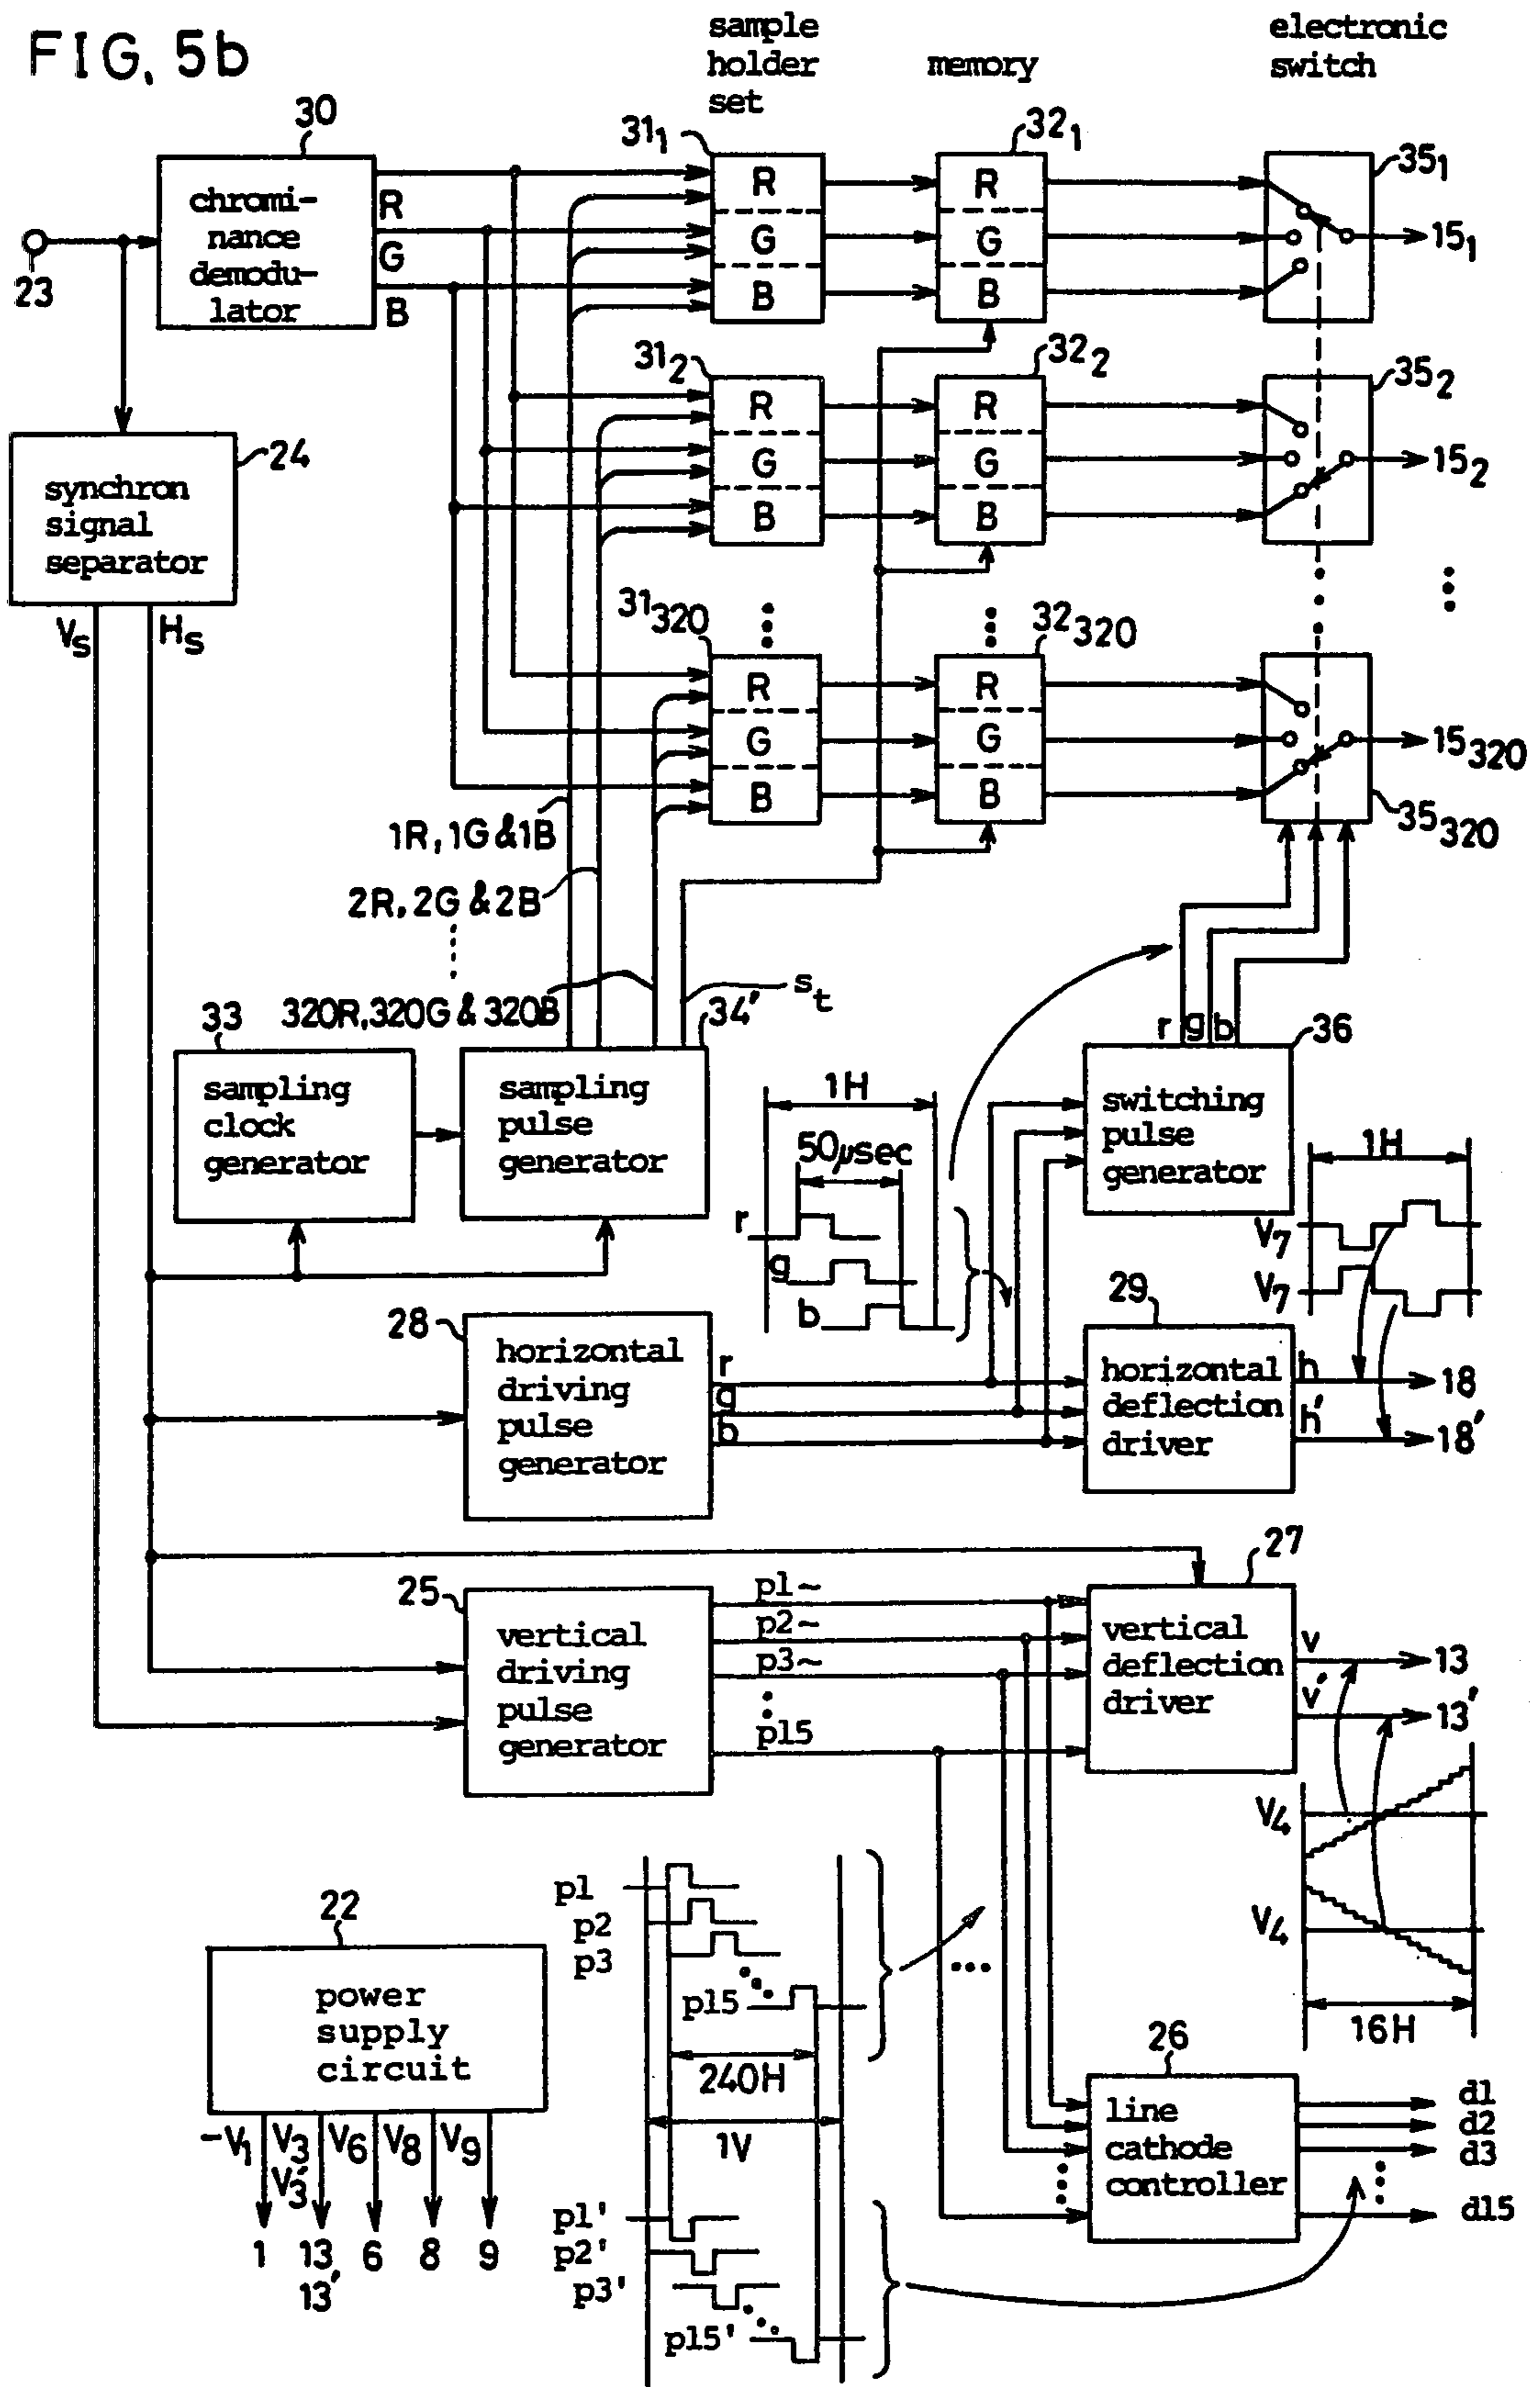 FIG. 5b
sample
holder
set
memory
electronic
switch
30
chromi-
nance
demodu-
lator
R
G
B
23
31₁
R
G
B
32₁
R
G
B
35₁
15₁
31₂
R
G
B
32₂
R
G
B
35₂
15₂
24
synchron
signal
separator
Vs
Hs
31₃₂₀
R
G
B
32₃₂₀
R
G
B
15₃₂₀
35₃₂₀
1R, 1G & 1B
2R, 2G & 2B
320R, 320G & 320B
st
33
sampling
clock
generator
34'
sampling
pulse
generator
1H
50μsec
r
g
b
r g b
36
switching
pulse
generator
1H
V₇
V₇
28
horizontal
driving
pulse
generator
r
g
b
29
horizontal
deflection
driver
h
18
h'
18'
25
vertical
driving
pulse
generator
p1~
p2~
p3~
p15
27
vertical
deflection
driver
v
13
v'
13'
V₄
V₄
16H
22
power
supply
circuit
-V₁ V₃ V₆ V₈ V₉
V₃'
1 13 6 8 9
13'
p1
p2
p3
p15
240H
1V
p1'
p2'
p3'
p15'
26
line
cathode
controller
d1
d2
d3
d15